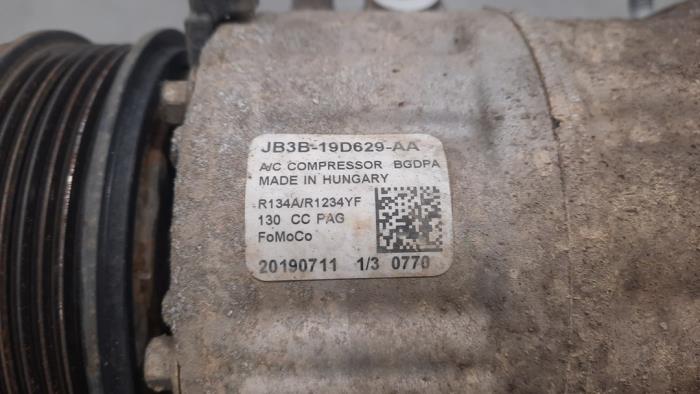 JB3B-19D629-AA
A/C COMPRESSOR BGDPA
MADE IN HUNGARY
R134A/R1234YF
130 CC PAG
FoMoCo
20190711 1/3 0770